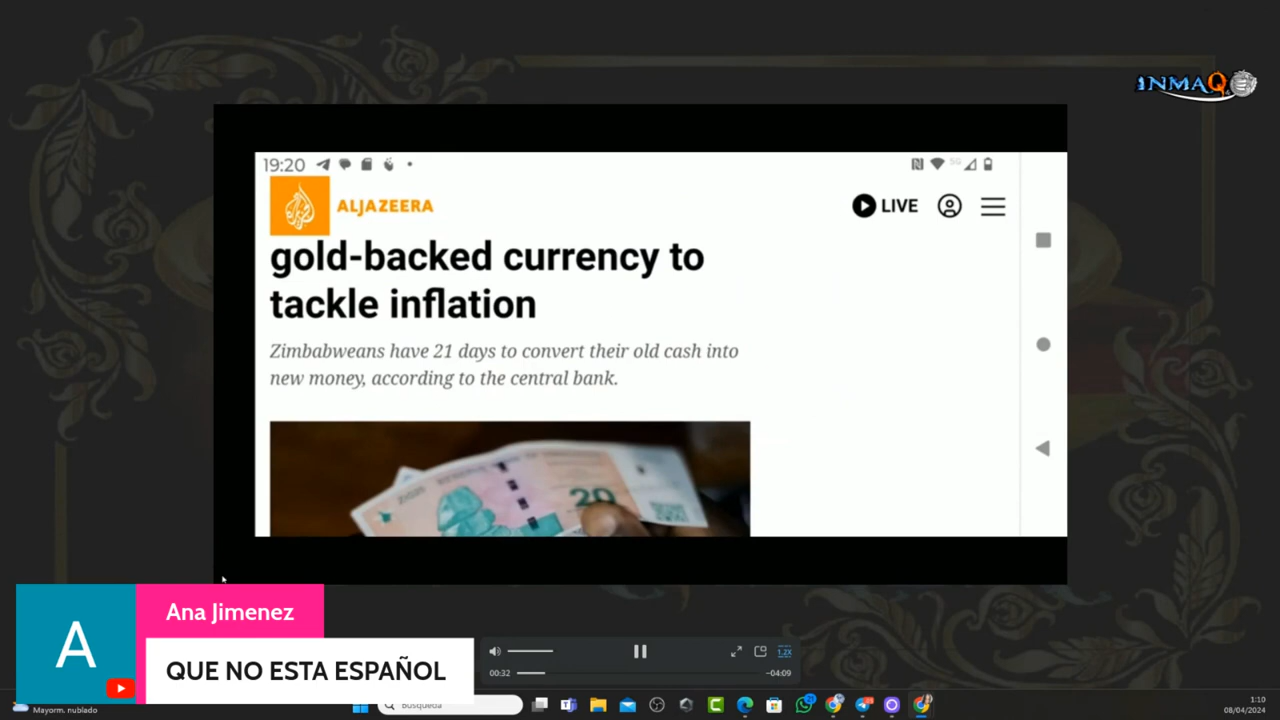 INMAQ
19:20
5G
ALJAZEERA
LIVE
gold-backed currency to
tackle inflation
Zimbabweans have 21 days to convert their old cash into
new money, according to the central bank.
20
Ana Jimenez
A
QUE NO ESTA ESPAÑOL
1.2X
00:32
-04:09
Búsqueda
Mayorm. nublado
1:10
08/04/2024